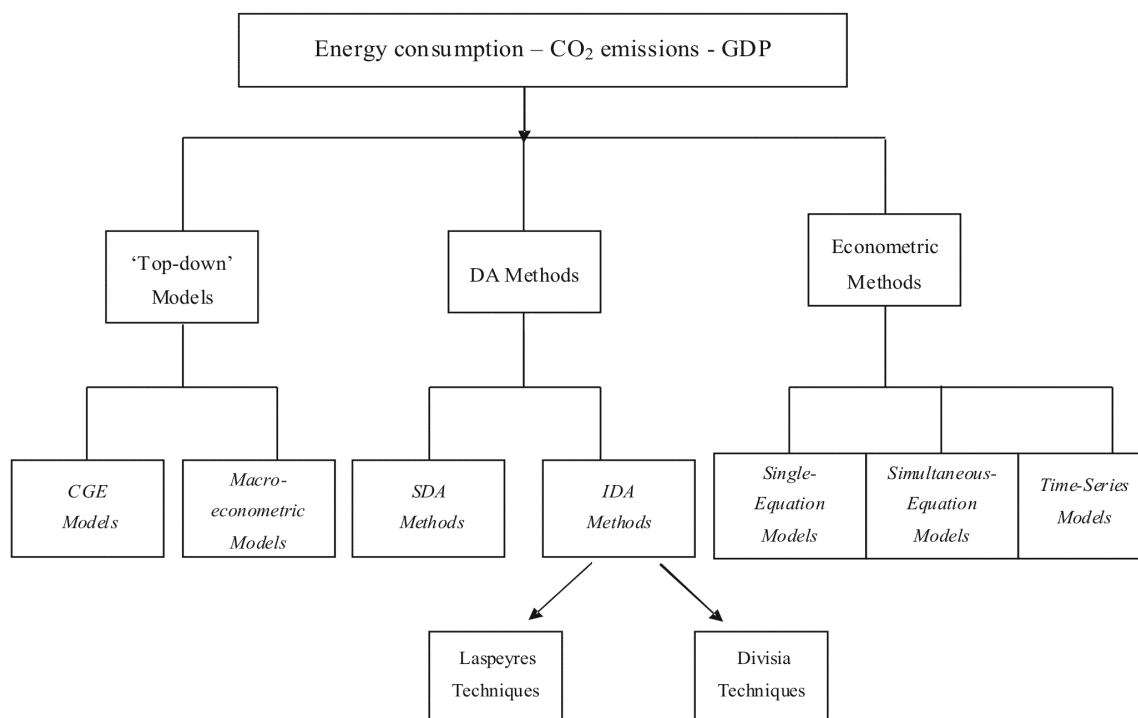 Energy consumption – CO₂ emissions - GDP
‘Top-down’
Models
DA Methods
Econometric
Methods
CGE
Models
Macro-
econometric
Models
SDA
Methods
IDA
Methods
Single-
Equation
Models
Simultaneous-
Equation
Models
Time-Series
Models
Laspeyres
Techniques
Divisia
Techniques